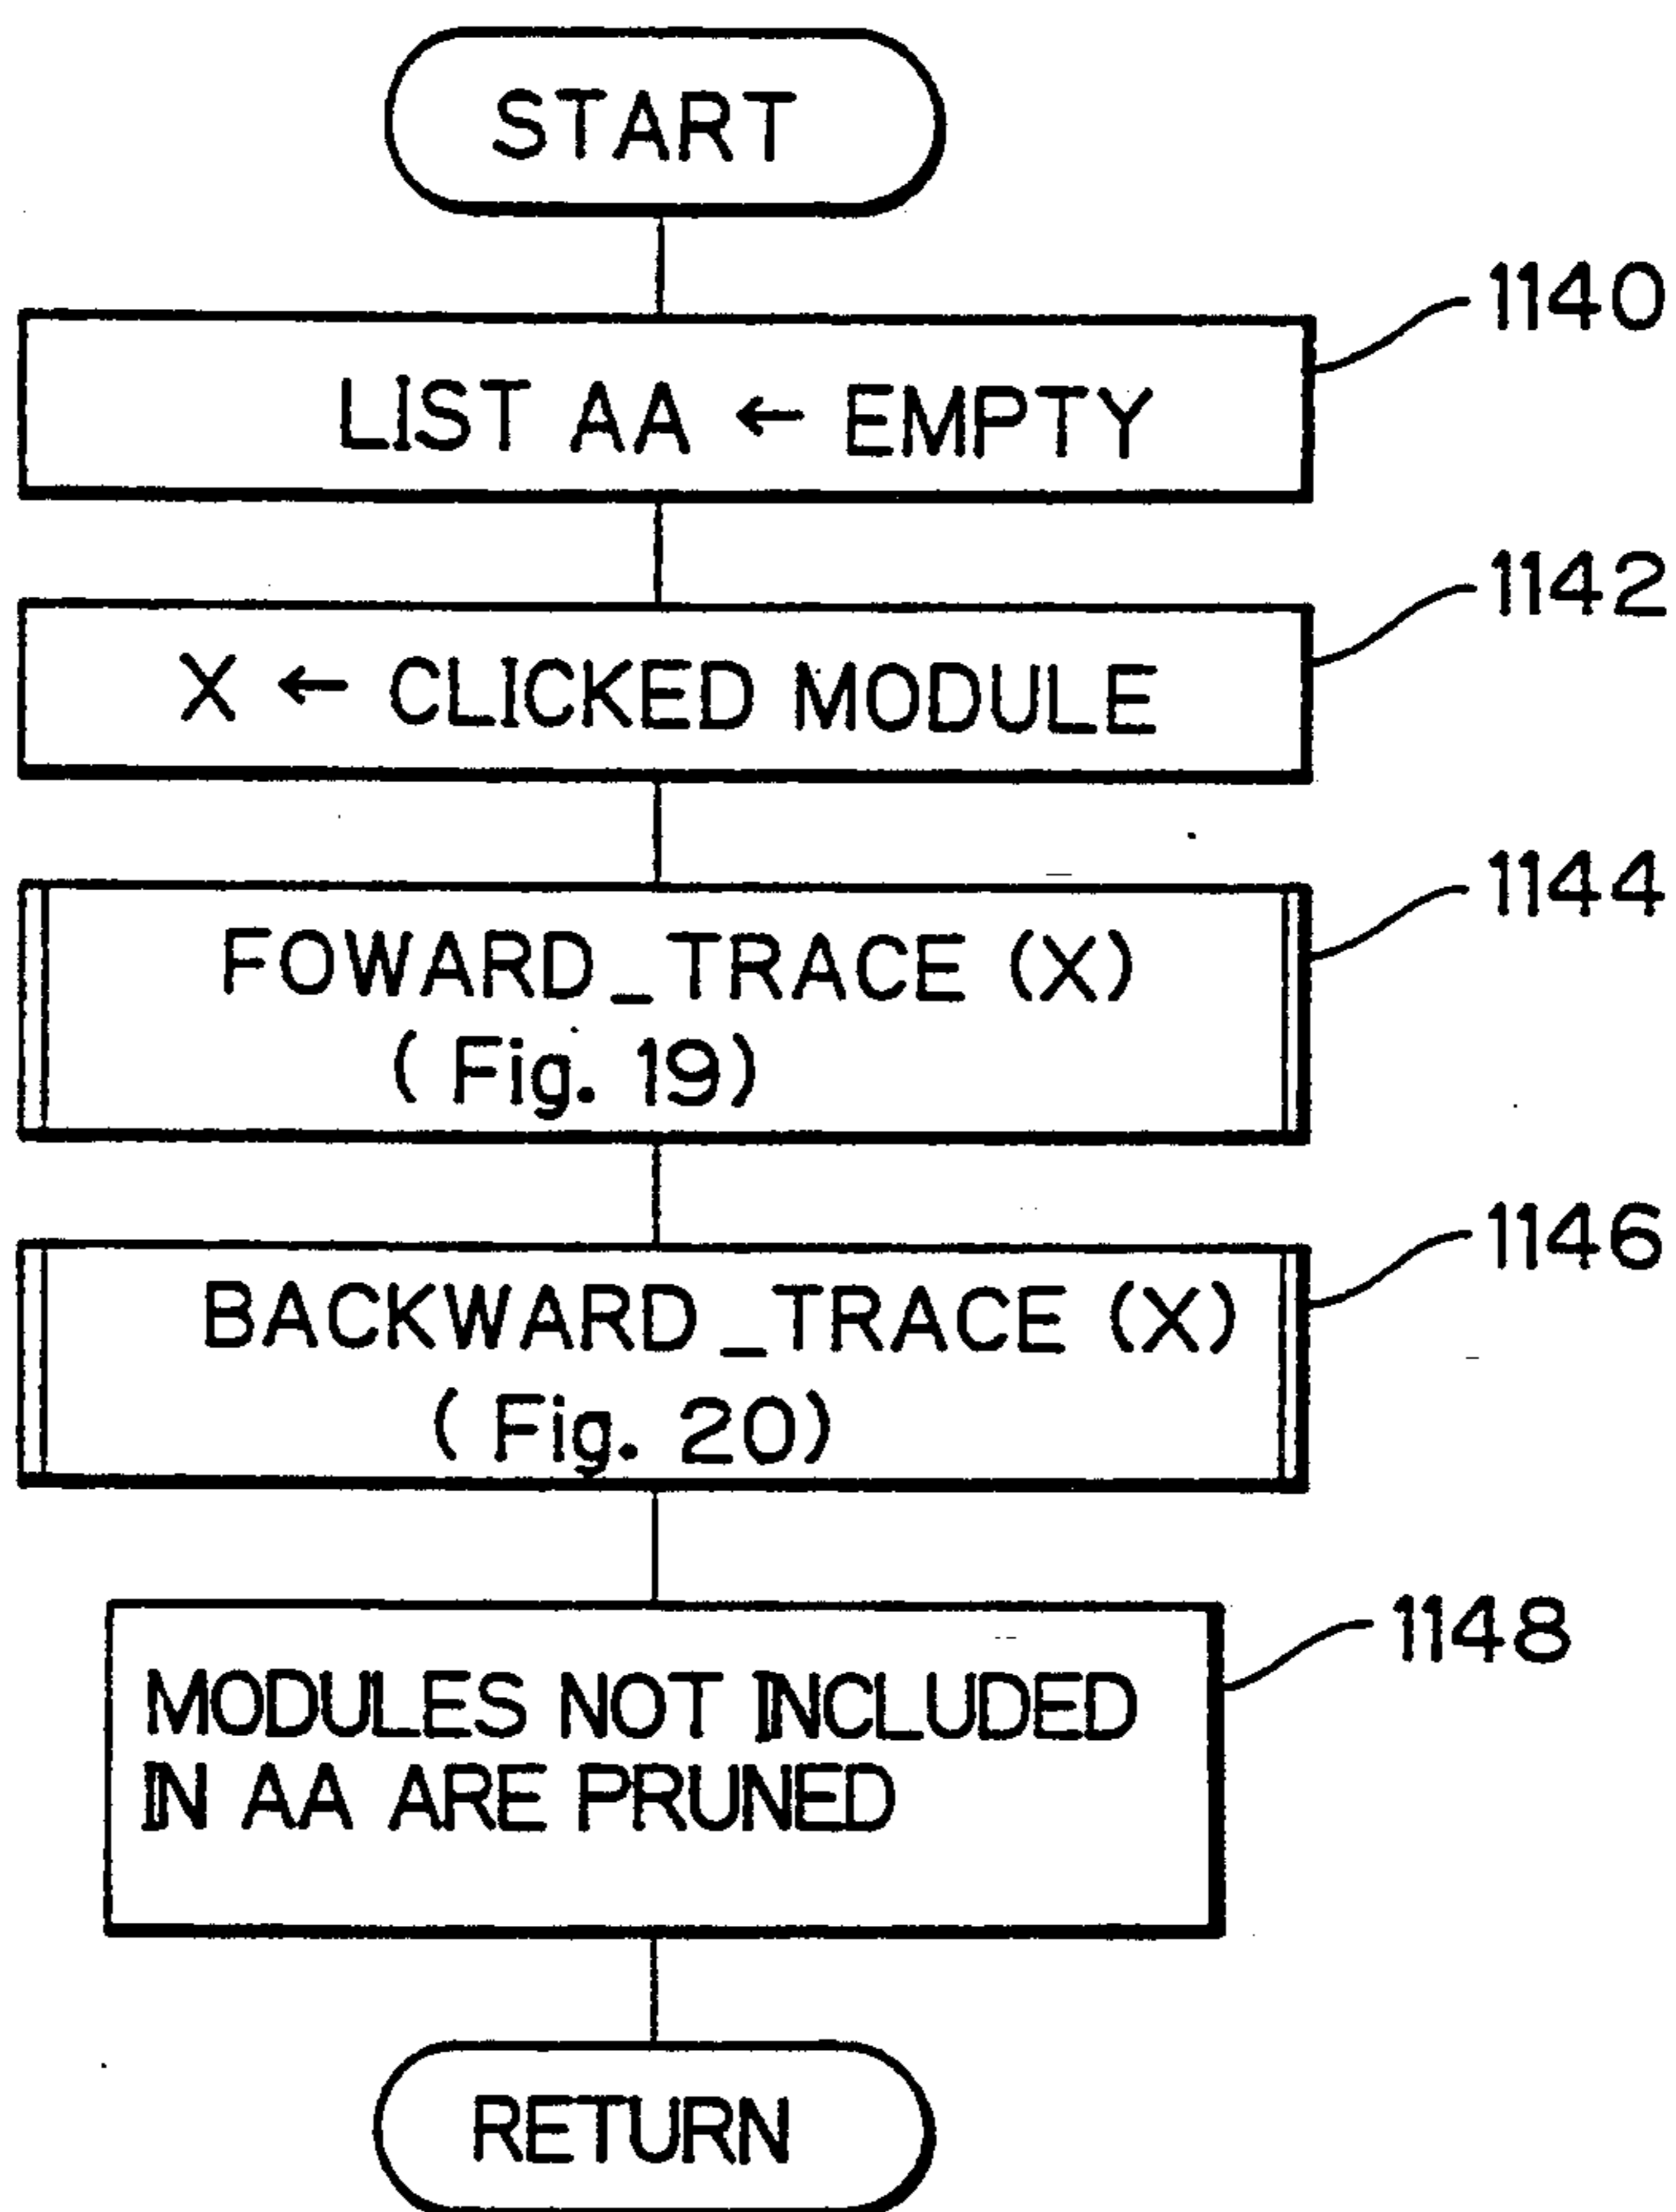 START
1140
LIST AA ← EMPTY
1142
X ← CLICKED MODULE
1144
FOWARD_TRACE (X)
( Fig. 19)
1146
BACKWARD_TRACE (X)
( Fig. 20)
1148
MODULES NOT INCLUDED
IN AA ARE PRUNED
RETURN